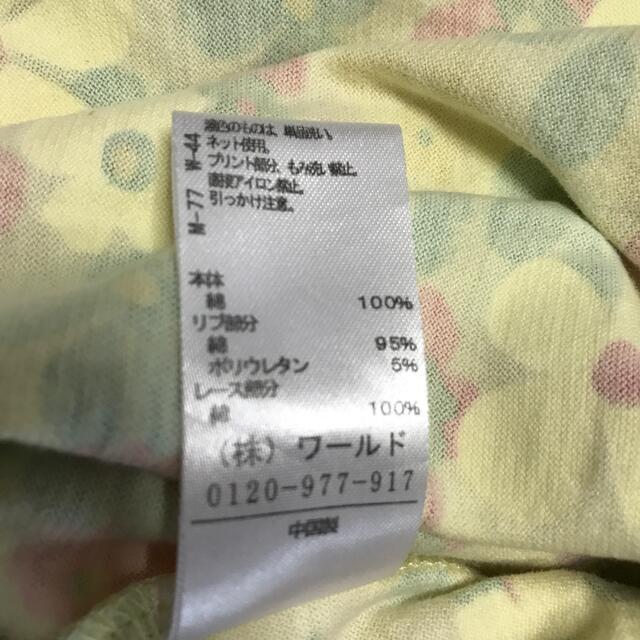 濃色のものは、単品洗い。
ネット使用。
プリント部分、もみ洗い禁止。
直接アイロン禁止。
引っかけ注意。
W-44
M-77
本体
綿 100%
リブ部分
綿 95%
ポリウレタン 5%
レース部分
綿 100%
(株) ワールド
0120-977-917
中国製